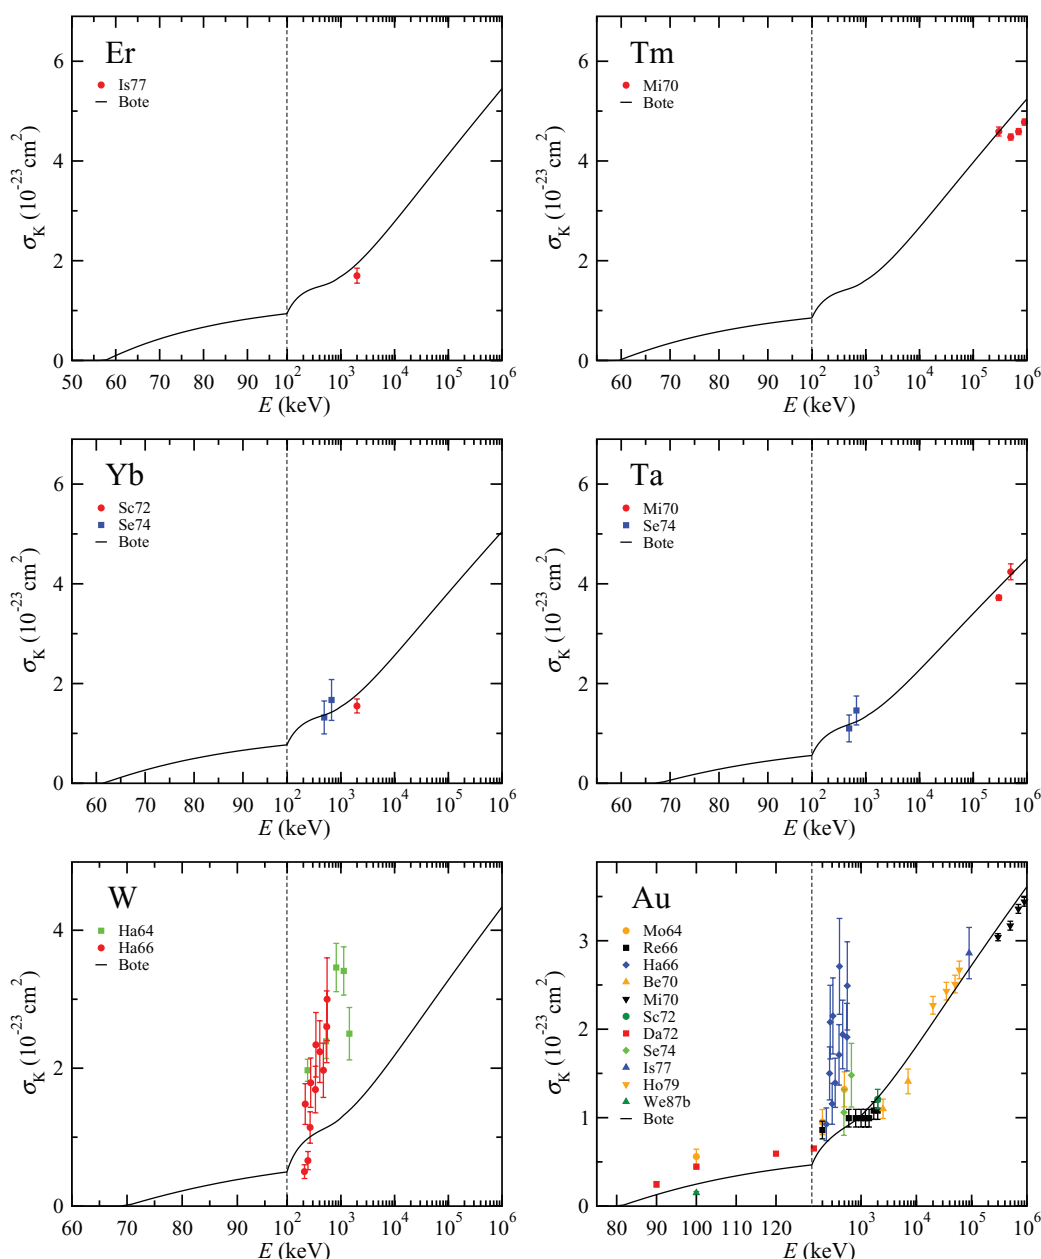 Er
Is77
Bote
σK (10-23 cm2)
6
4
2
0
50 60 70 80 90 102 103 104 105 106
E (keV)
Tm
Mi70
Bote
σK (10-23 cm2)
6
4
2
0
60 70 80 90 102 103 104 105 106
E (keV)
Yb
Sc72
Se74
Bote
σK (10-23 cm2)
6
4
2
0
60 70 80 90 102 103 104 105 106
E (keV)
Ta
Mi70
Se74
Bote
σK (10-23 cm2)
6
4
2
0
60 70 80 90 102 103 104 105 106
E (keV)
W
Ha64
Ha66
Bote
σK (10-23 cm2)
4
2
0
60 70 80 90 102 103 104 105 106
E (keV)
Au
Mo64
Re66
Ha66
Be70
Mi70
Sc72
Da72
Se74
Is77
Ho79
We87b
Bote
σK (10-23 cm2)
3
2
1
0
80 90 100 110 120 103 104 105 106
E (keV)